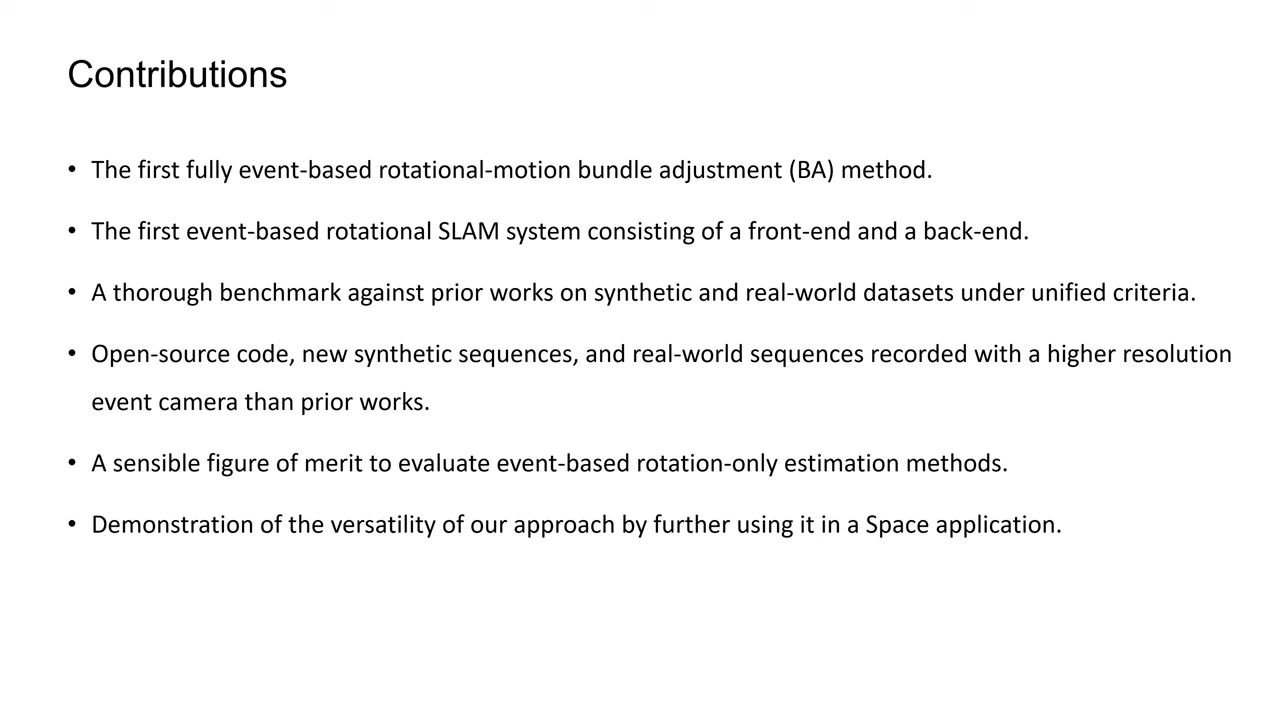 Contributions
• The first fully event-based rotational-motion bundle adjustment (BA) method.
• The first event-based rotational SLAM system consisting of a front-end and a back-end.
• A thorough benchmark against prior works on synthetic and real-world datasets under unified criteria.
• Open-source code, new synthetic sequences, and real-world sequences recorded with a higher resolution
event camera than prior works.
• A sensible figure of merit to evaluate event-based rotation-only estimation methods.
• Demonstration of the versatility of our approach by further using it in a Space application.